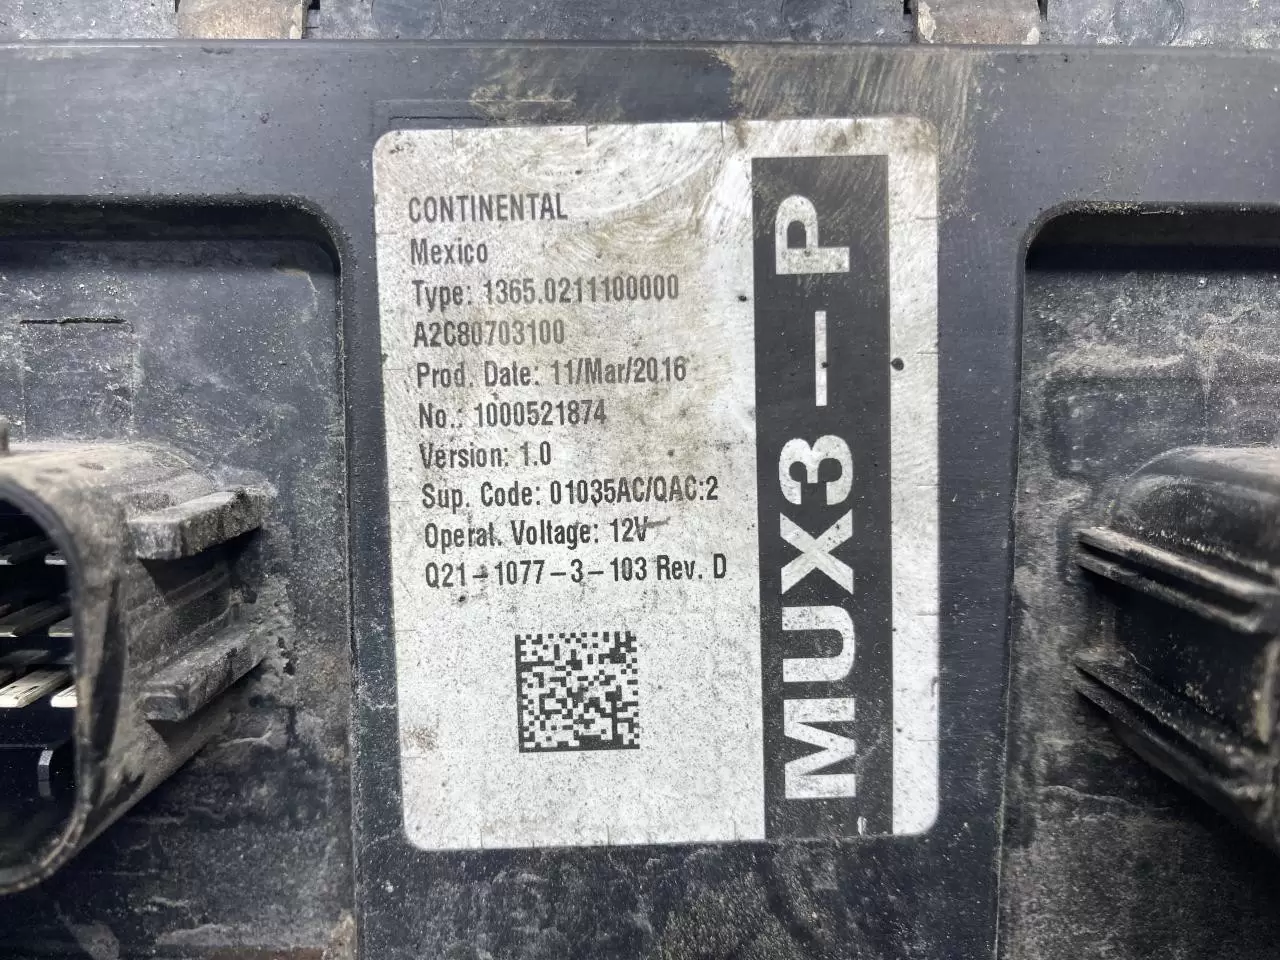 CONTINENTAL
Mexico
Type: 1365.0211100000
A2C80703100
Prod. Date: 11/Mar/2016
No.: 1000521874
Version: 1.0
Sup. Code: 01035AC/QAC:2
Operat. Voltage: 12V
Q21-1077-3-103 Rev. D
MUX3-P